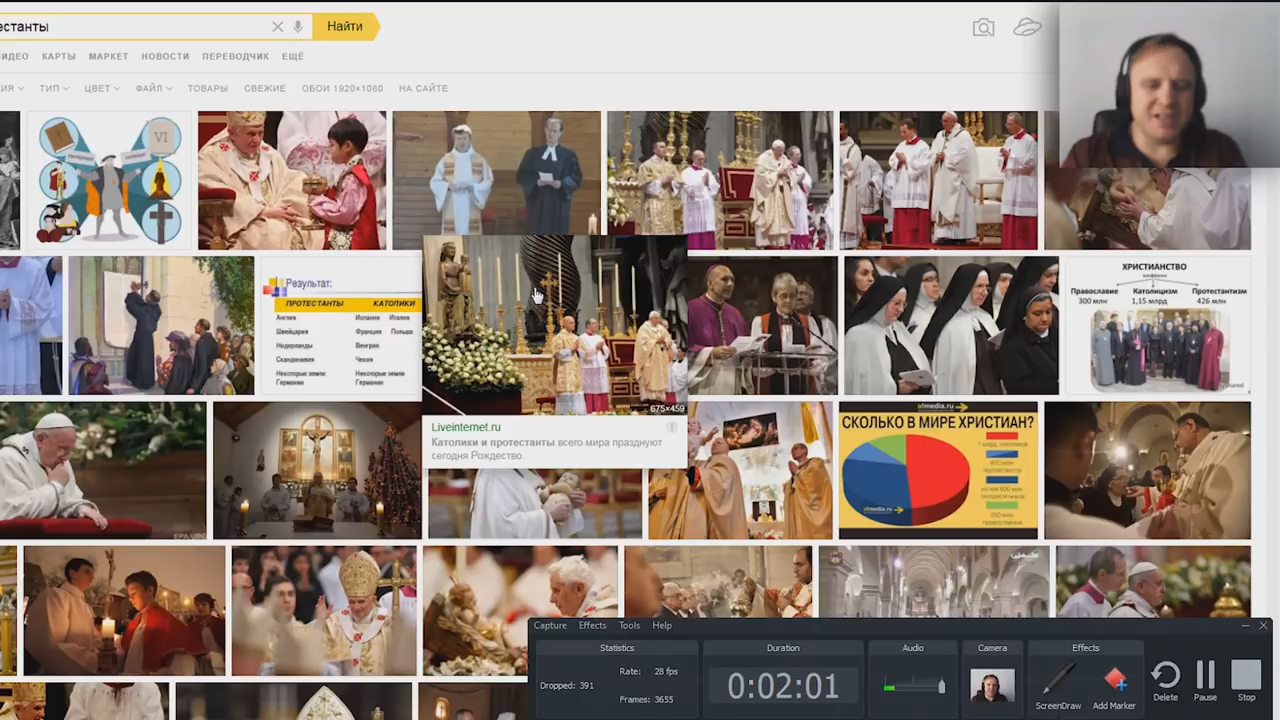 естанты
Найти
ИДЕО КАРТЫ МАРКЕТ НОВОСТИ ПЕРЕВОДЧИК ЕЩЁ
ИЯ ТИП ЦВЕТ ФАЙЛ ТОВАРЫ СВЕЖИЕ ОБОИ 1920×1080 НА САЙТЕ
VI
Результат:
ПРОТЕСТАНТЫ КАТОЛИКИ
Англия Испания Италия
Швейцария Франция Польша
Нидерланды Венгрия
Скандинавия Чехия
Некоторые земли Германии
Некоторые земли Германии
675×459
Liveinternet.ru
Католики и протестанты всего мира празднуют
сегодня Рождество.
ХРИСТИАНСТВО
Православие Католицизм Протестантизм
300 млн 1,15 млрд 426 млн
afmedia.ru
СКОЛЬКО В МИРЕ ХРИСТИАН?
afmedia.ru
Capture Effects Tools Help
Statistics
Dropped: 391
Rate: 28 fps
Frames: 3655
Duration
0:02:01
Audio
Camera
Effects
ScreenDraw
Add Marker
Delete
Pause
Stop